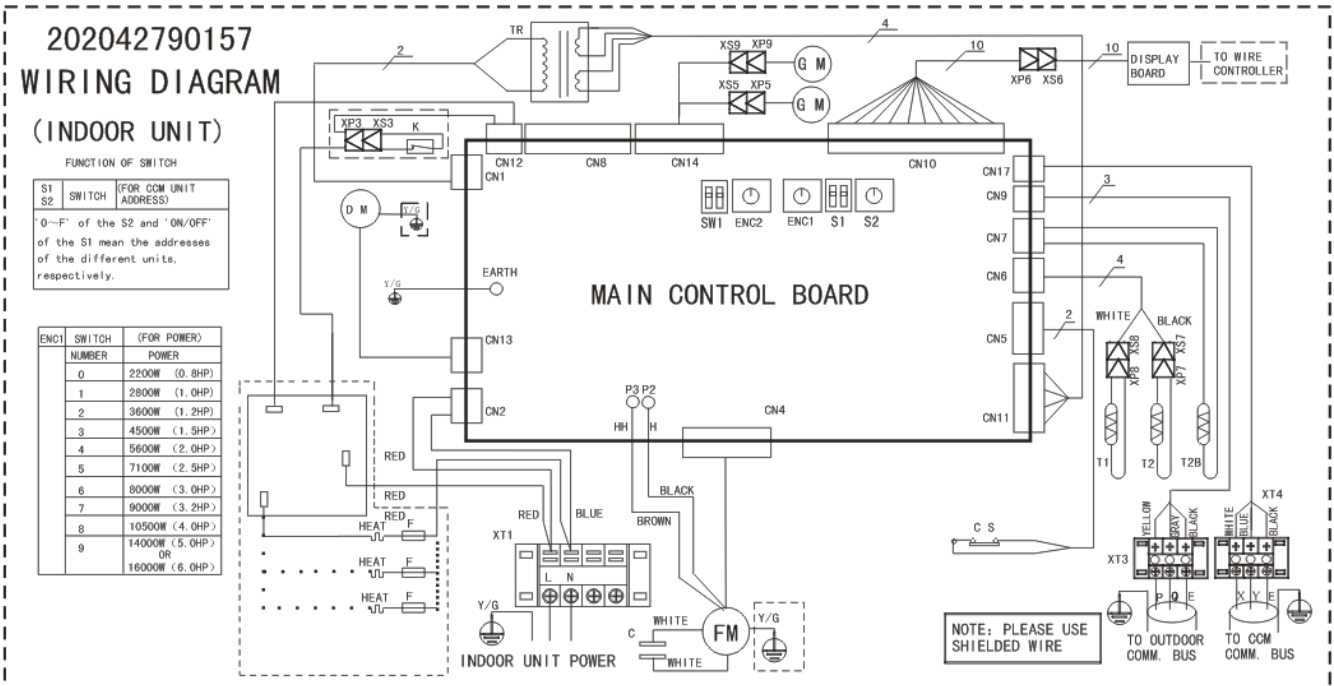 202042790157
WIRING DIAGRAM
(INDOOR UNIT)
FUNCTION OF SWITCH
S1
S2
SWITCH
(FOR CCM UNIT
ADDRESS)
'0~F' of the S2 and 'ON/OFF'
of the S1 mean the addresses
of the different units,
respectively.
ENC1 SWITCH (FOR POWER)
NUMBER POWER
0 2200W (0.8HP)
1 2800W (1.0HP)
2 3600W (1.2HP)
3 4500W (1.5HP)
4 5600W (2.0HP)
5 7100W (2.5HP)
6 8000W (3.0HP)
7 9000W (3.2HP)
8 10500W (4.0HP)
9 14000W (5.0HP)
OR
16000W (6.0HP)
2
TR
4
XS9 XP9
G M
XS5 XP5
G M
10
XP6 XS6
10
DISPLAY
BOARD
TO WIRE
CONTROLLER
XP3 XS3
K
CN12
CN8
CN14
CN10
CN1
CN17
CN9
CN7
CN6
CN5
CN11
3
4
2
D M
Y/G
SW1
ENC2
ENC1
S1
S2
EARTH
Y/G
MAIN CONTROL BOARD
CN13
CN2
P3 P2
CN4
HH
H
BLACK
BROWN
WHITE
BLACK
XS8
XP8
XS7
XP7
T1
T2
T2B
RED
RED
RED
HEAT F
HEAT F
HEAT F
RED
BLUE
XT1
L N
Y/G
INDOOR UNIT POWER
C
WHITE
WHITE
FM
Y/G
C S
YELLOW
GRAY
BLACK
WHITE
BLUE
BLACK
XT4
XT3
P Q E
X Y E
TO OUTDOOR
COMM. BUS
TO CCM
COMM. BUS
NOTE: PLEASE USE
SHIELDED WIRE